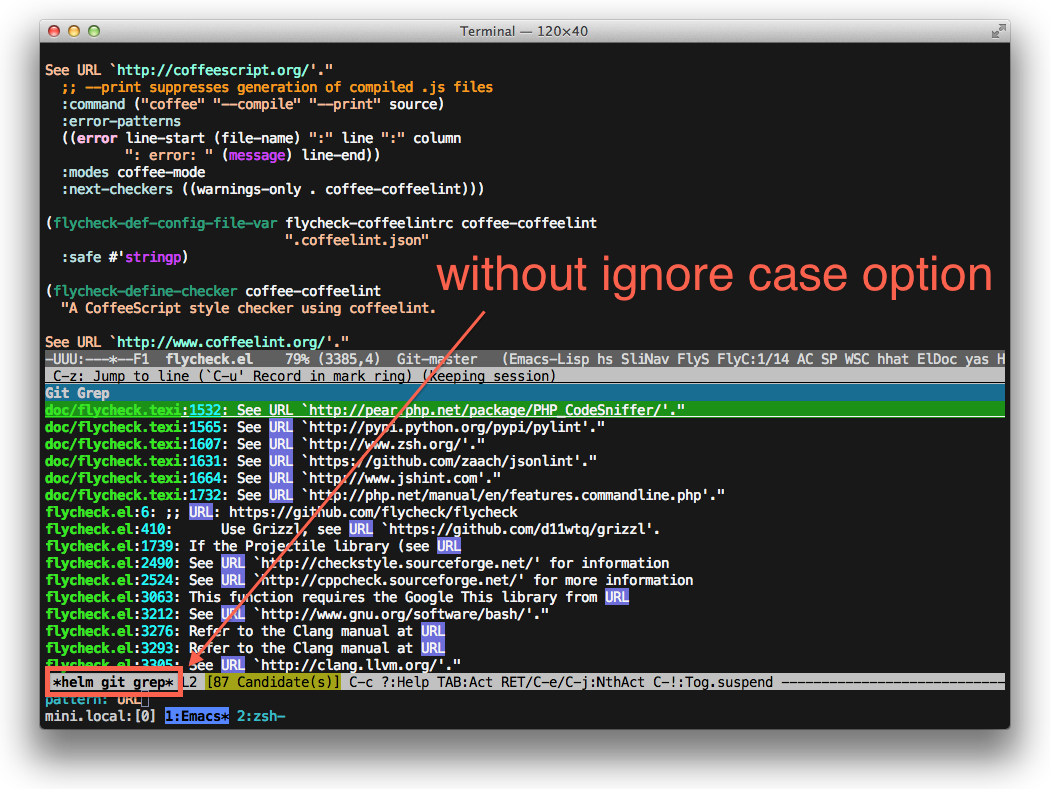 Terminal — 120×40
See URL `http://coffeescript.org/'."
;; --print suppresses generation of compiled .js files
:command ("coffee" "--compile" "--print" source)
:error-patterns
((error line-start (file-name) ":" line ":" column
": error: " (message) line-end))
:modes coffee-mode
:next-checkers ((warnings-only . coffee-coffeelint)))
(flycheck-def-config-file-var flycheck-coffeelintrc coffee-coffeelint
".coffeelint.json"
:safe #'stringp)
without ignore case option
(flycheck-define-checker coffee-coffeelint
"A CoffeeScript style checker using coffeelint.
See URL `http://www.coffeelint.org/'."
-UUU:---*--F1  flycheck.el    79% (3385,4)  Git-master   (Emacs-Lisp hs SliNav FlyS FlyC:1/14 AC SP WSC hhat ElDoc yas H
C-z: Jump to line (`C-u' Record in mark ring) (keeping session)
Git Grep
doc/flycheck.texi:1532: See URL `http://pear.php.net/package/PHP_CodeSniffer/'."
doc/flycheck.texi:1565: See URL `http://pypi.python.org/pypi/pylint'."
doc/flycheck.texi:1607: See URL `http://www.zsh.org/'."
doc/flycheck.texi:1631: See URL `https://github.com/zaach/jsonlint'."
doc/flycheck.texi:1664: See URL `http://www.jshint.com'."
doc/flycheck.texi:1732: See URL `http://php.net/manual/en/features.commandline.php'."
flycheck.el:6: ;; URL: https://github.com/flycheck/flycheck
flycheck.el:410:      Use Grizzl, see URL `https://github.com/d11wtq/grizzl'.
flycheck.el:1739: If the Projectile library (see URL
flycheck.el:2490: See URL `http://checkstyle.sourceforge.net/' for information
flycheck.el:2524: See URL `http://cppcheck.sourceforge.net/' for more information
flycheck.el:3063: This function requires the Google This library from URL
flycheck.el:3212: See URL `http://www.gnu.org/software/bash/'."
flycheck.el:3276: Refer to the Clang manual at URL
flycheck.el:3293: Refer to the Clang manual at URL
flycheck.el:3305: See URL `http://clang.llvm.org/'."
*helm git grep* L2 [87 Candidate(s)] C-c ?:Help TAB:Act RET/C-e/C-j:NthAct C-!:Tog.suspend
pattern: URL
mini.local:[0] 1:Emacs* 2:zsh-